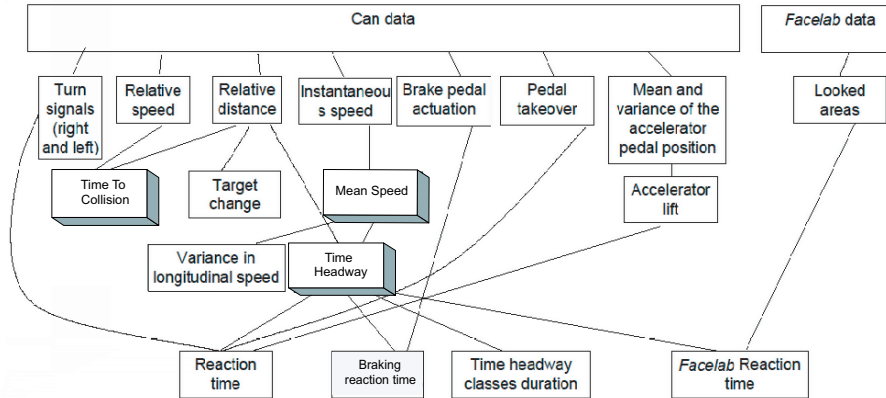 Can data
Facelab data
Turn
signals
(right
and left)
Relative
speed
Relative
distance
Instantaneou
s speed
Brake pedal
actuation
Pedal
takeover
Mean and
variance of the
accelerator
pedal position
Looked
areas
Time To
Collision
Target
change
Mean Speed
Accelerator
lift
Variance in
longitudinal speed
Time
Headway
Reaction
time
Braking
reaction time
Time headway
classes duration
Facelab Reaction
time